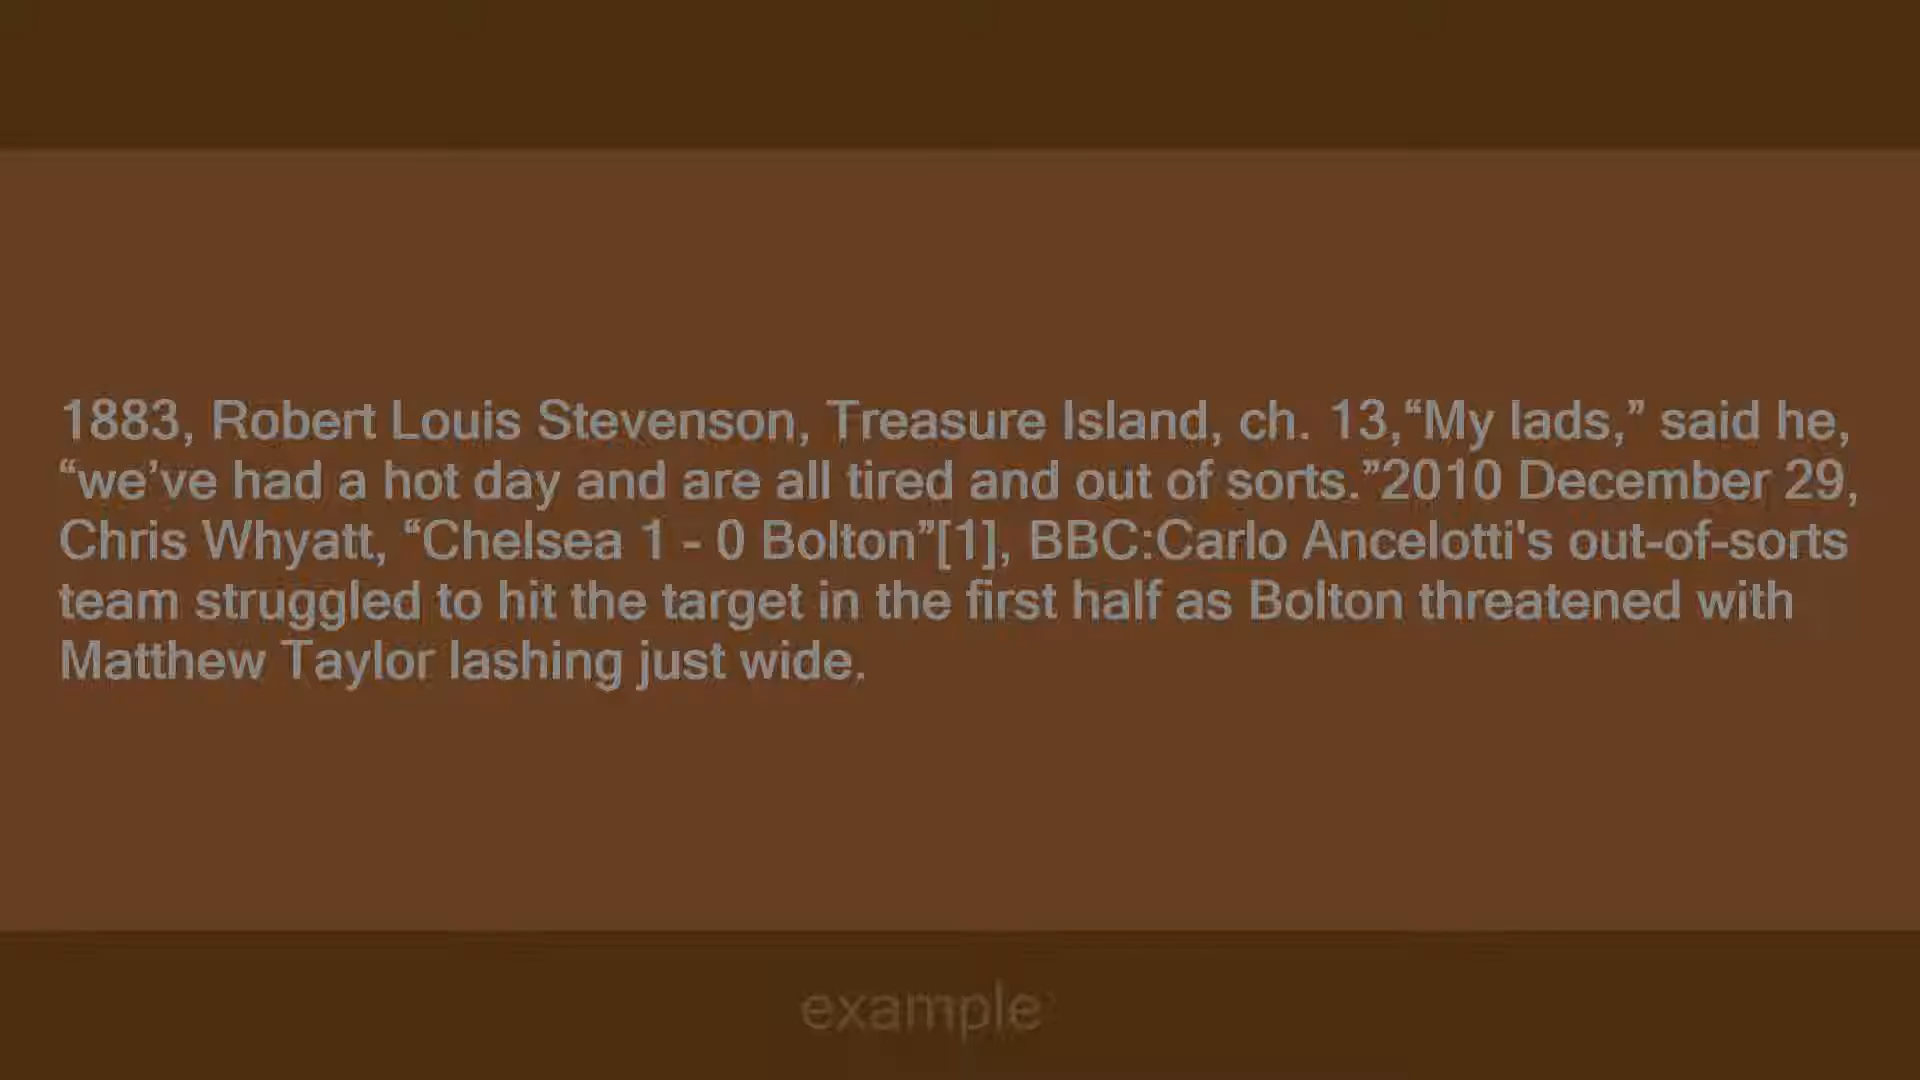 1883, Robert Louis Stevenson, Treasure Island, ch. 13,“My lads,” said he,
“we’ve had a hot day and are all tired and out of sorts.”2010 December 29,
Chris Whyatt, “Chelsea 1 - 0 Bolton”[1], BBC:Carlo Ancelotti's out-of-sorts
team struggled to hit the target in the first half as Bolton threatened with
Matthew Taylor lashing just wide.
example